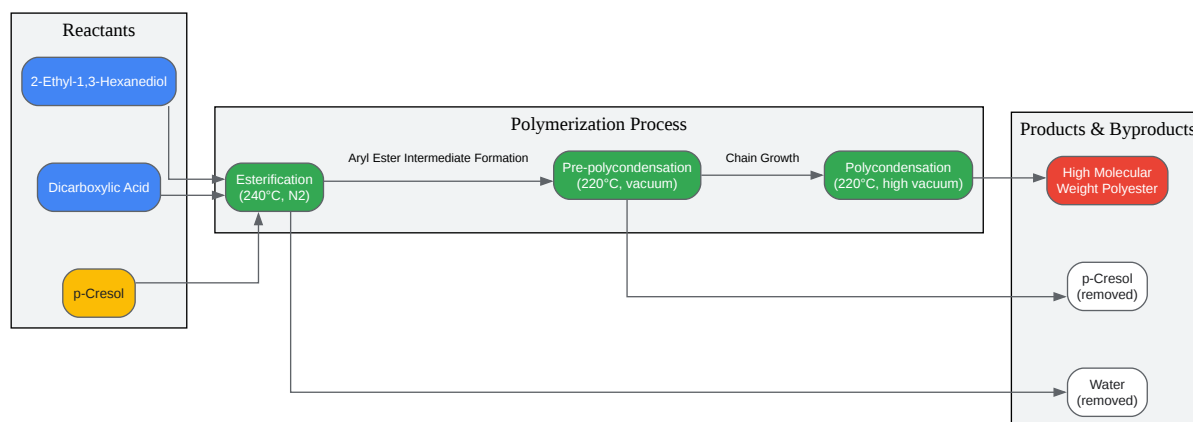 Reactants
2-Ethyl-1,3-Hexanediol
Dicarboxylic Acid
p-Cresol
Polymerization Process
Esterification
(240°C, N2)
Aryl Ester Intermediate Formation
Pre-polycondensation
(220°C, vacuum)
Chain Growth
Polycondensation
(220°C, high vacuum)
Products & Byproducts
High Molecular
Weight Polyester
p-Cresol
(removed)
Water
(removed)